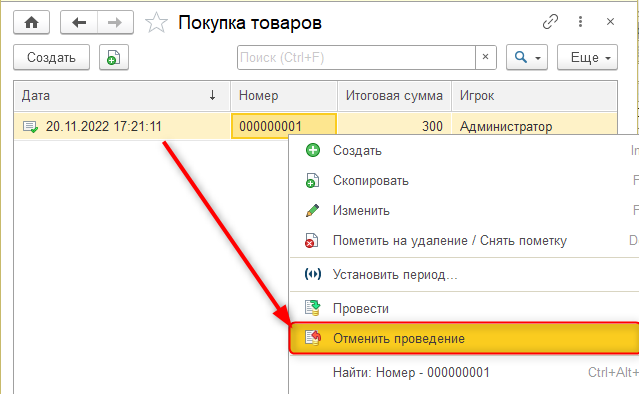 Покупка товаров
Создать
Поиск (Ctrl+F)
×
Еще
Дата ↓ Номер Итоговая сумма Игрок
20.11.2022 17:21:11 000000001 300 Администратор
Создать
Скопировать
Изменить
Пометить на удаление / Снять пометку
Установить период...
Провести
Отменить проведение
Найти: Номер - 000000001 Ctrl+Alt+